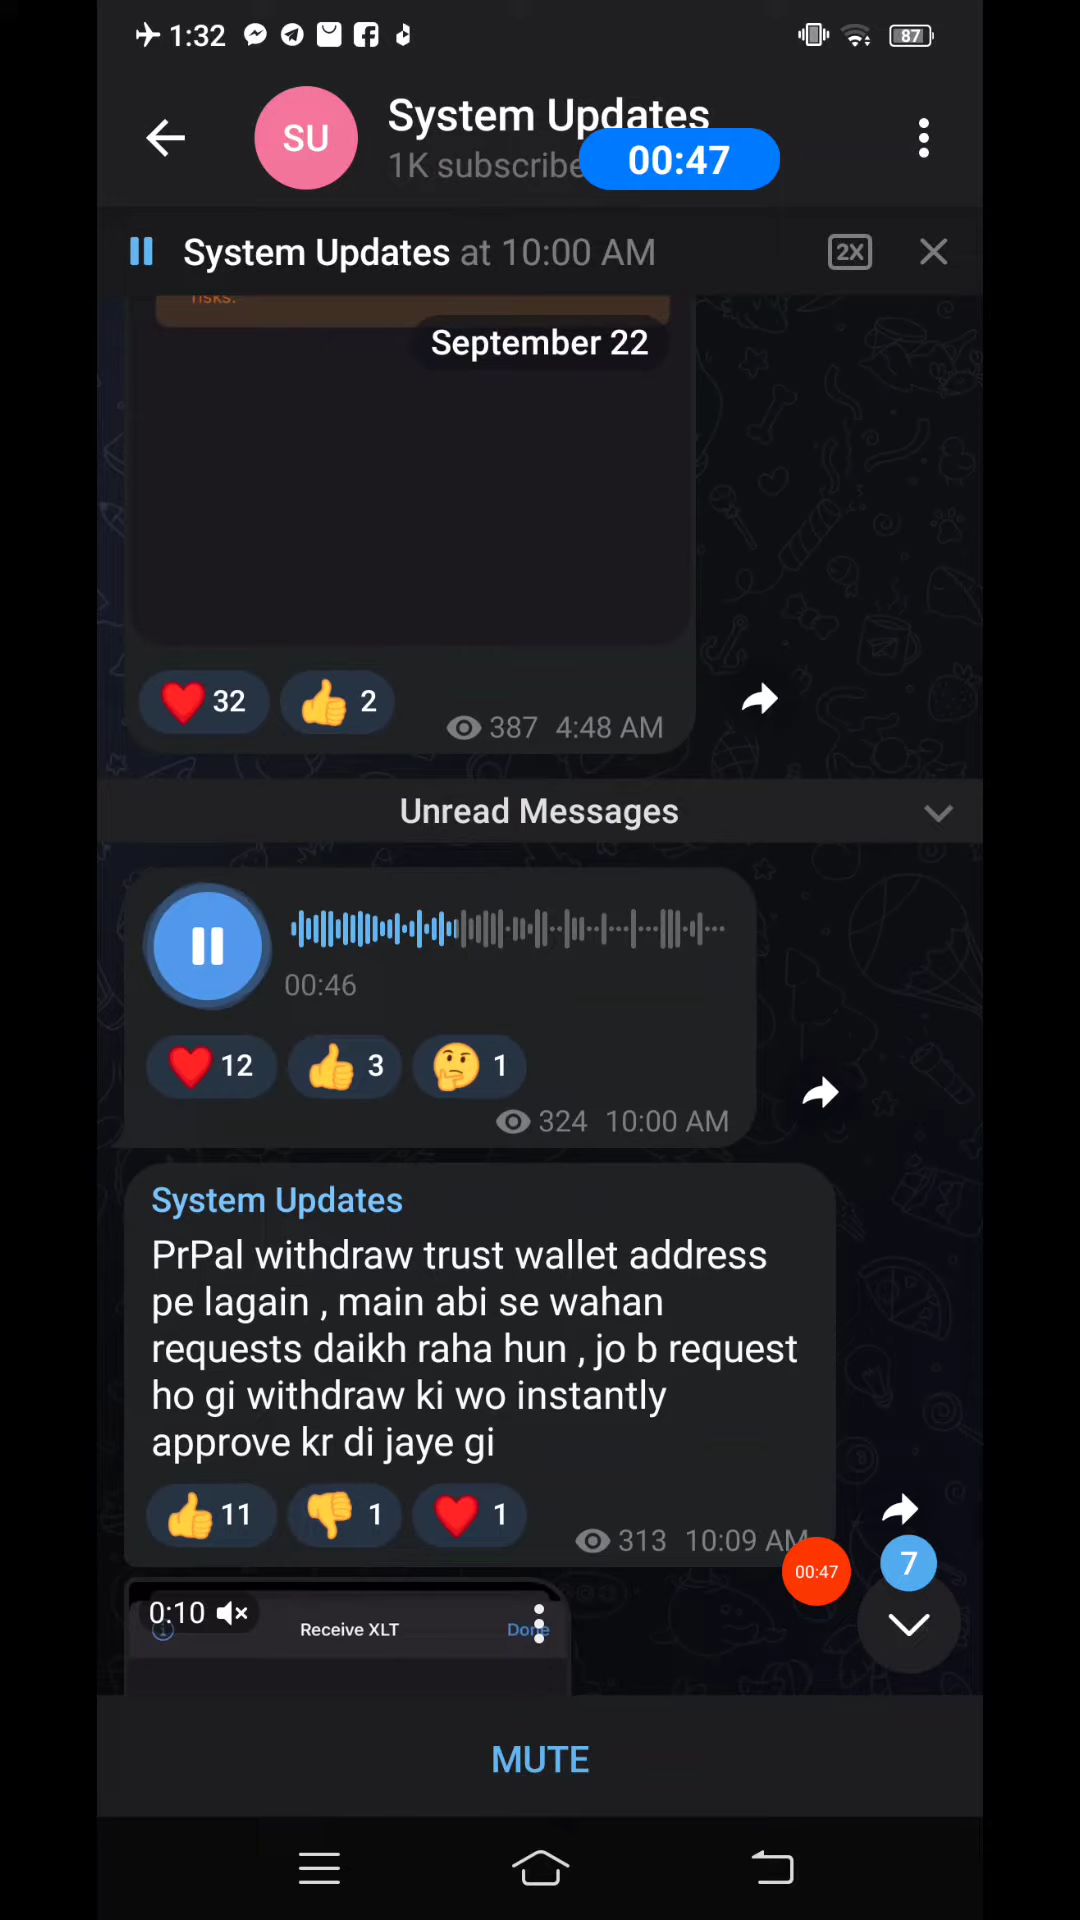 1:32
87
SU
System Updates
1K subscribe
00:47
System Updates at 10:00 AM
2X
risks.
September 22
32
2
387 4:48 AM
Unread Messages
00:46
12
3
1
324 10:00 AM
System Updates
PrPal withdraw trust wallet address
pe lagain , main abi se wahan
requests daikh raha hun , jo b request
ho gi withdraw ki wo instantly
approve kr di jaye gi
11
1
1
313 10:09 AM
00:47
7
0:10
Receive XLT
Done
MUTE